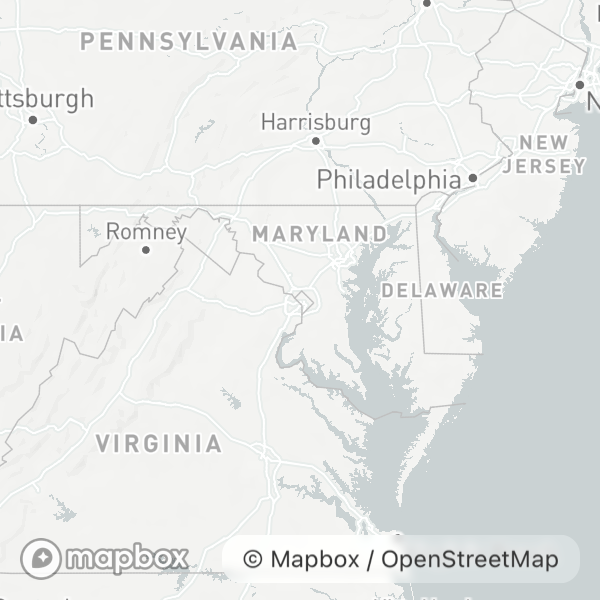 PENNSYLVANIA
ttsburgh
Harrisburg
NEW
JERSEY
Philadelphia
Romney
MARYLAND
DELAWARE
IA
VIRGINIA
mapbox
© Mapbox / OpenStreetMap